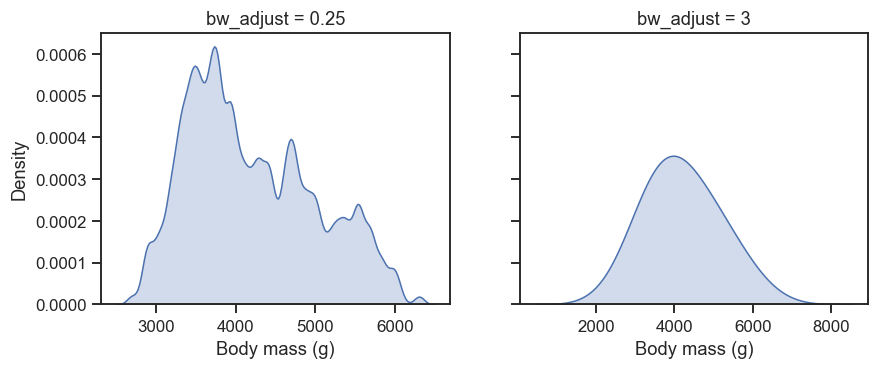 bw_adjust = 0.25
bw_adjust = 3
0.0006
0.0005
0.0004
0.0003
0.0002
0.0001
0.0000
Density
3000 4000 5000 6000
2000 4000 6000 8000
Body mass (g)
Body mass (g)